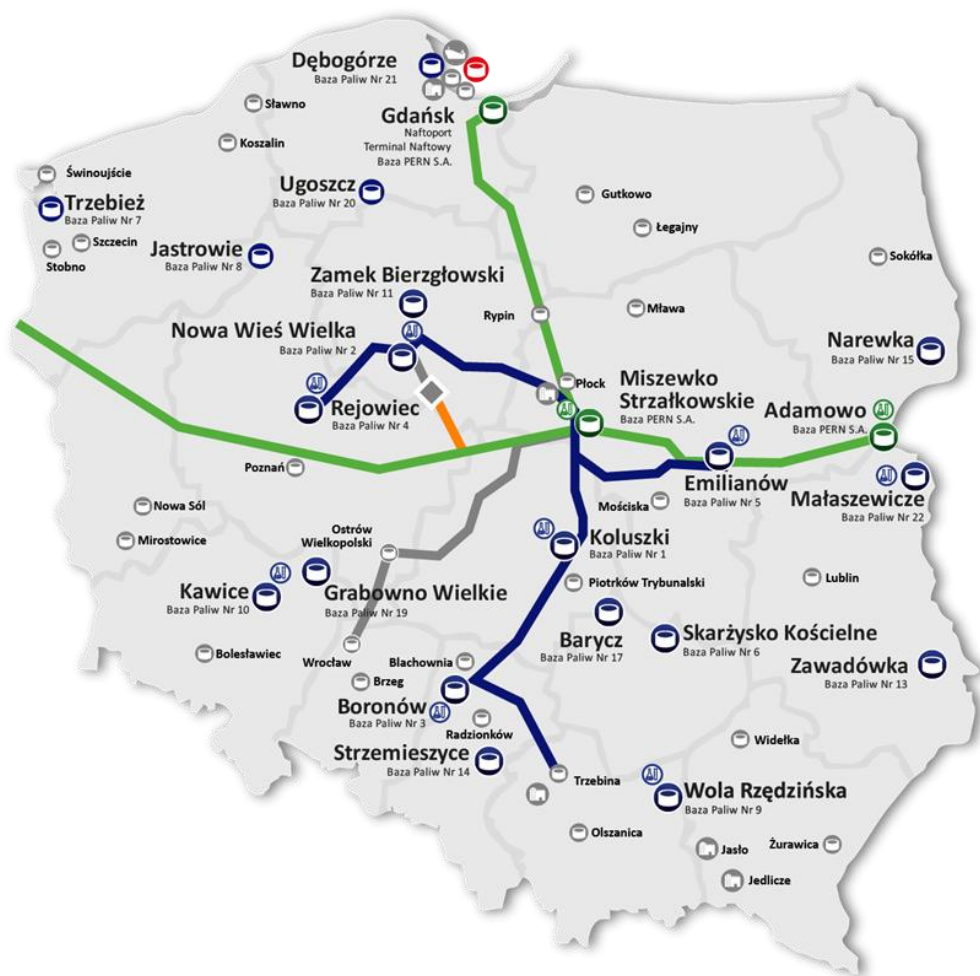 Dębogórze
Baza Paliw Nr 21
Sławno
Gdańsk
Naftoport
Terminal Naftowy
Baza PERN S.A.
Koszalin
Świnoujście
Trzebież
Baza Paliw Nr 7
Ugoszcz
Baza Paliw Nr 20
Gutkowo
Łegajny
Szczecin
Stobno
Jastrowie
Baza Paliw Nr 8
Sokółka
Zamek Bierzgłowski
Baza Paliw Nr 11
Rypin
Mława
Nowa Wieś Wielka
Baza Paliw Nr 2
Narewka
Baza Paliw Nr 15
Płock
Miszewko
Strzałkowskie
Baza PERN S.A.
Rejowiec
Baza Paliw Nr 4
Adamowo
Baza PERN S.A.
Poznań
Emilianów
Baza Paliw Nr 5
Małaszewicze
Baza Paliw Nr 22
Mościska
Nowa Sól
Mirostowice
Ostrów
Wielkopolski
Koluszki
Baza Paliw Nr 1
Kawice
Baza Paliw Nr 10
Grabowno Wielkie
Baza Paliw Nr 19
Piotrków Trybunalski
Lublin
Barycz
Baza Paliw Nr 17
Skarżysko Kościelne
Baza Paliw Nr 6
Bolesławiec
Wrocław
Blachownia
Zawadówka
Baza Paliw Nr 13
Brzeg
Boronów
Baza Paliw Nr 3
Radzionków
Strzemieszyce
Baza Paliw Nr 14
Widełka
Trzebina
Wola Rzędzińska
Baza Paliw Nr 9
Olszanica
Jasło
Żurawica
Jedlicze